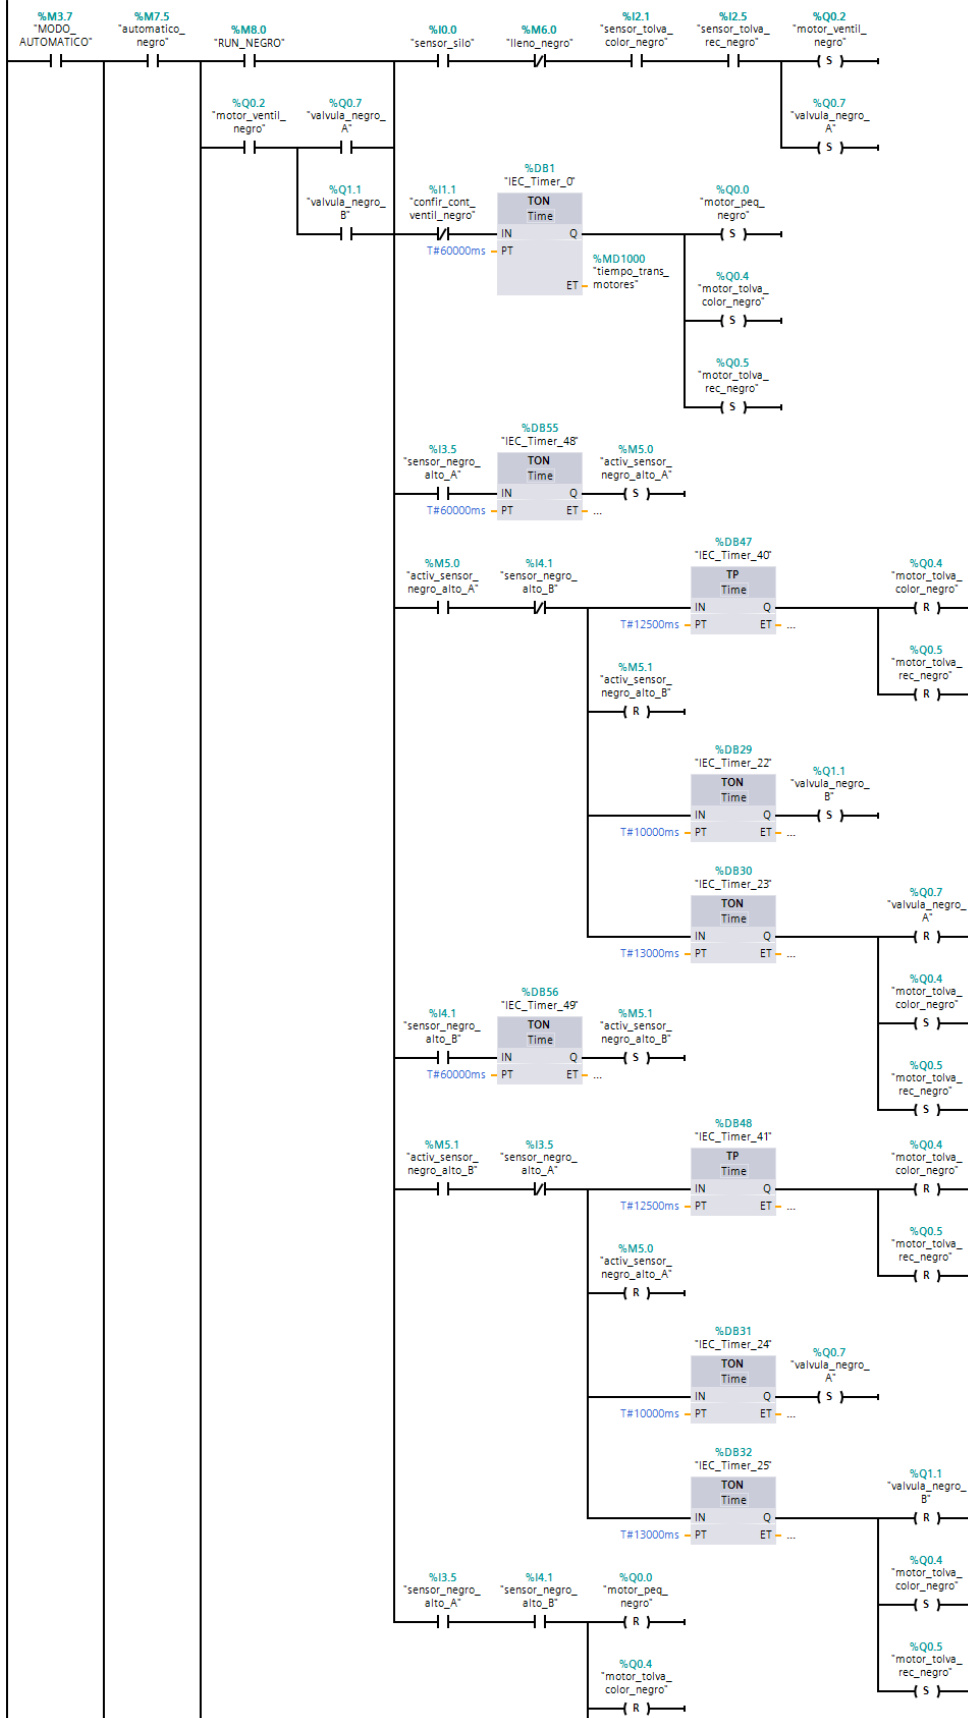 %M3.7
"MODO_
AUTOMATICO"
%M7.5
"automatico_
negro"
%M8.0
"RUN_NEGRO"
%I0.0
"sensor_silo"
%M6.0
"lleno_negro"
%I2.1
"sensor_tolva_
color_negro"
%I2.5
"sensor_tolva_
rec_negro"
%Q0.2
"motor_ventil_
negro"
S
%Q0.2
"motor_ventil_
negro"
%Q0.7
"valvula_negro_
A"
%Q0.7
"valvula_negro_
A"
S
%Q1.1
"valvula_negro_
B"
%I1.1
"confir_cont_
ventil_negro"
%DB1
"IEC_Timer_0"
TON
Time
IN
Q
T#60000ms
PT
ET
%MD1000
"tiempo_trans_
motores"
%Q0.0
"motor_peq_
negro"
S
%Q0.4
"motor_tolva_
color_negro"
S
%Q0.5
"motor_tolva_
rec_negro"
S
%I3.5
"sensor_negro_
alto_A"
%DB55
"IEC_Timer_48"
TON
Time
IN
Q
T#60000ms
PT
ET
...
%M5.0
"activ_sensor_
negro_alto_A"
S
%M5.0
"activ_sensor_
negro_alto_A"
%I4.1
"sensor_negro_
alto_B"
%DB47
"IEC_Timer_40"
TP
Time
IN
Q
T#12500ms
PT
ET
...
%Q0.4
"motor_tolva_
color_negro"
R
%Q0.5
"motor_tolva_
rec_negro"
R
%M5.1
"activ_sensor_
negro_alto_B"
R
%DB29
"IEC_Timer_22"
TON
Time
IN
Q
T#10000ms
PT
ET
...
%Q1.1
"valvula_negro_
B"
S
%DB30
"IEC_Timer_23"
TON
Time
IN
Q
T#13000ms
PT
ET
...
%Q0.7
"valvula_negro_
A"
R
%Q0.4
"motor_tolva_
color_negro"
S
%Q0.5
"motor_tolva_
rec_negro"
S
%I4.1
"sensor_negro_
alto_B"
%DB56
"IEC_Timer_49"
TON
Time
IN
Q
T#60000ms
PT
ET
...
%M5.1
"activ_sensor_
negro_alto_B"
S
%M5.1
"activ_sensor_
negro_alto_B"
%I3.5
"sensor_negro_
alto_A"
%DB48
"IEC_Timer_41"
TP
Time
IN
Q
T#12500ms
PT
ET
...
%Q0.4
"motor_tolva_
color_negro"
R
%Q0.5
"motor_tolva_
rec_negro"
R
%M5.0
"activ_sensor_
negro_alto_A"
R
%DB31
"IEC_Timer_24"
TON
Time
IN
Q
T#10000ms
PT
ET
...
%Q0.7
"valvula_negro_
A"
S
%DB32
"IEC_Timer_25"
TON
Time
IN
Q
T#13000ms
PT
ET
...
%Q1.1
"valvula_negro_
B"
R
%Q0.4
"motor_tolva_
color_negro"
S
%Q0.5
"motor_tolva_
rec_negro"
S
%I3.5
"sensor_negro_
alto_A"
%I4.1
"sensor_negro_
alto_B"
%Q0.0
"motor_peq_
negro"
R
%Q0.4
"motor_tolva_
color_negro"
R